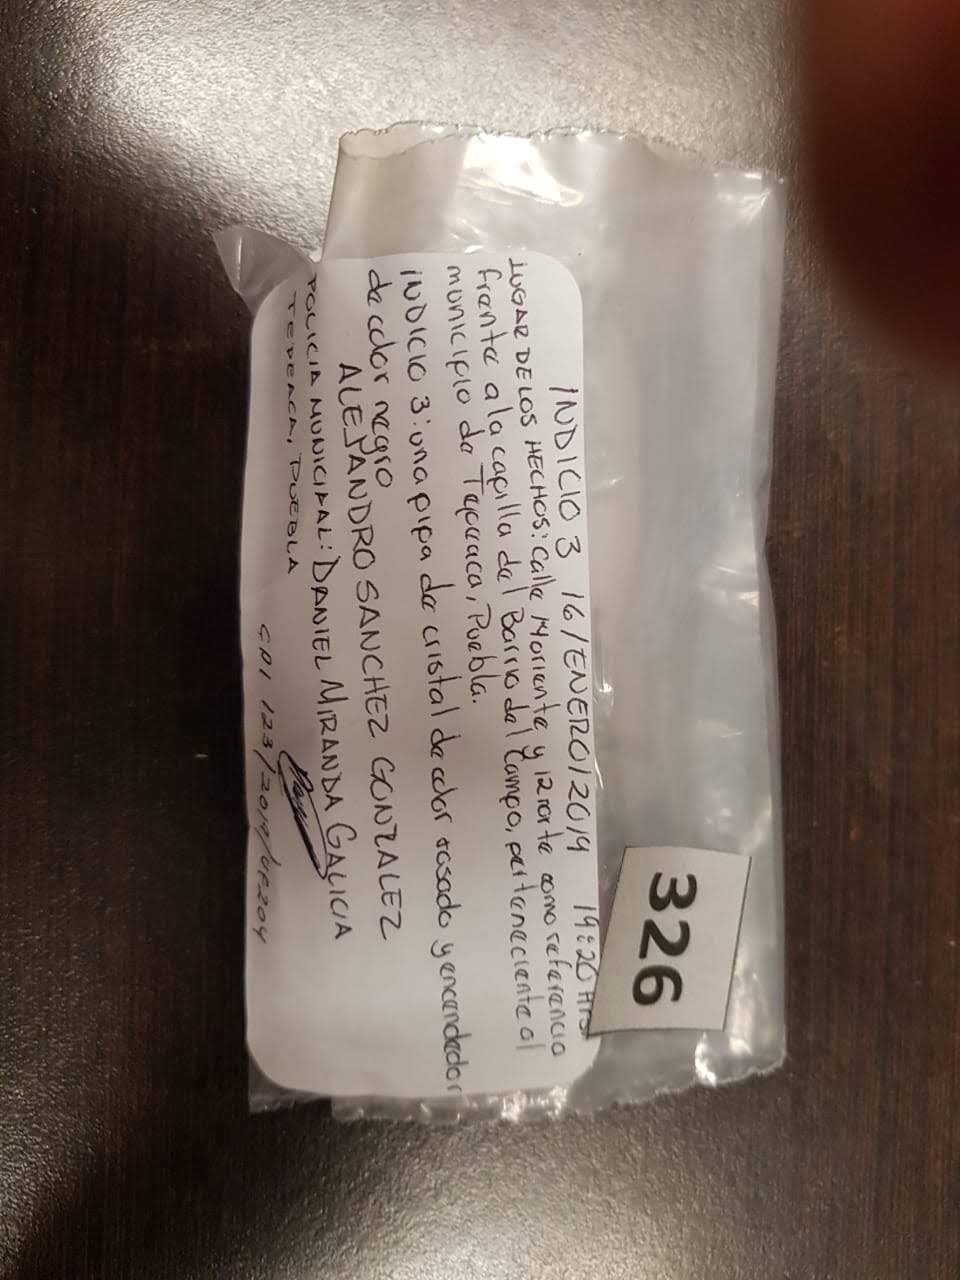 INDICIO 3 16/ENERO/2019 19:20 Hrs
LUGAR DE LOS HECHOS: Calle 14 oriente y 12 norte como referencia
frente a la capilla del Barrio del Campo, perteneciente al
municipio de Tepeaca, Puebla.
INDICIO 3: una pipa de cristal de color rosado y encendedor
de color negro
ALEJANDRO SANCHEZ GONZALEZ
POLICIA MUNICIPAL: DANIEL MIRANDA GALICIA
TEPEACA, PUEBLA
CDI 123/2019/
326